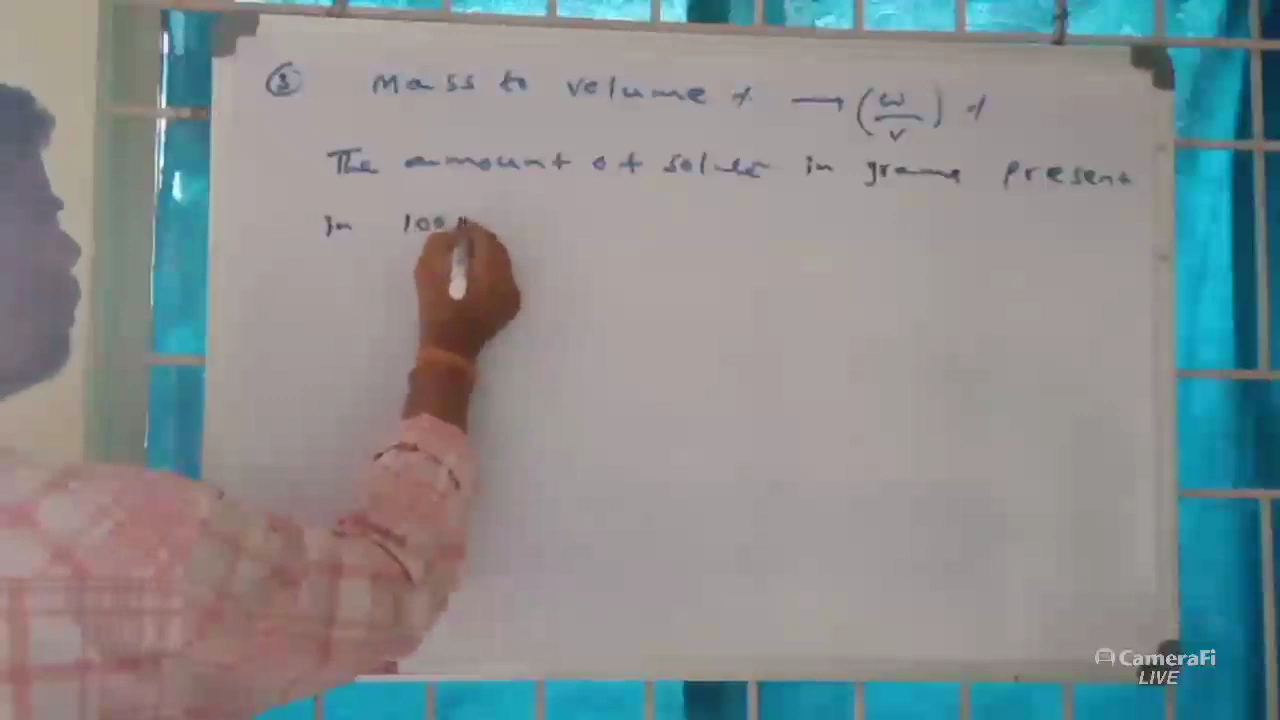 ③ Mass to volume % → (w/v) %
The amount of solute in grams present
in 100
CameraFi
LIVE